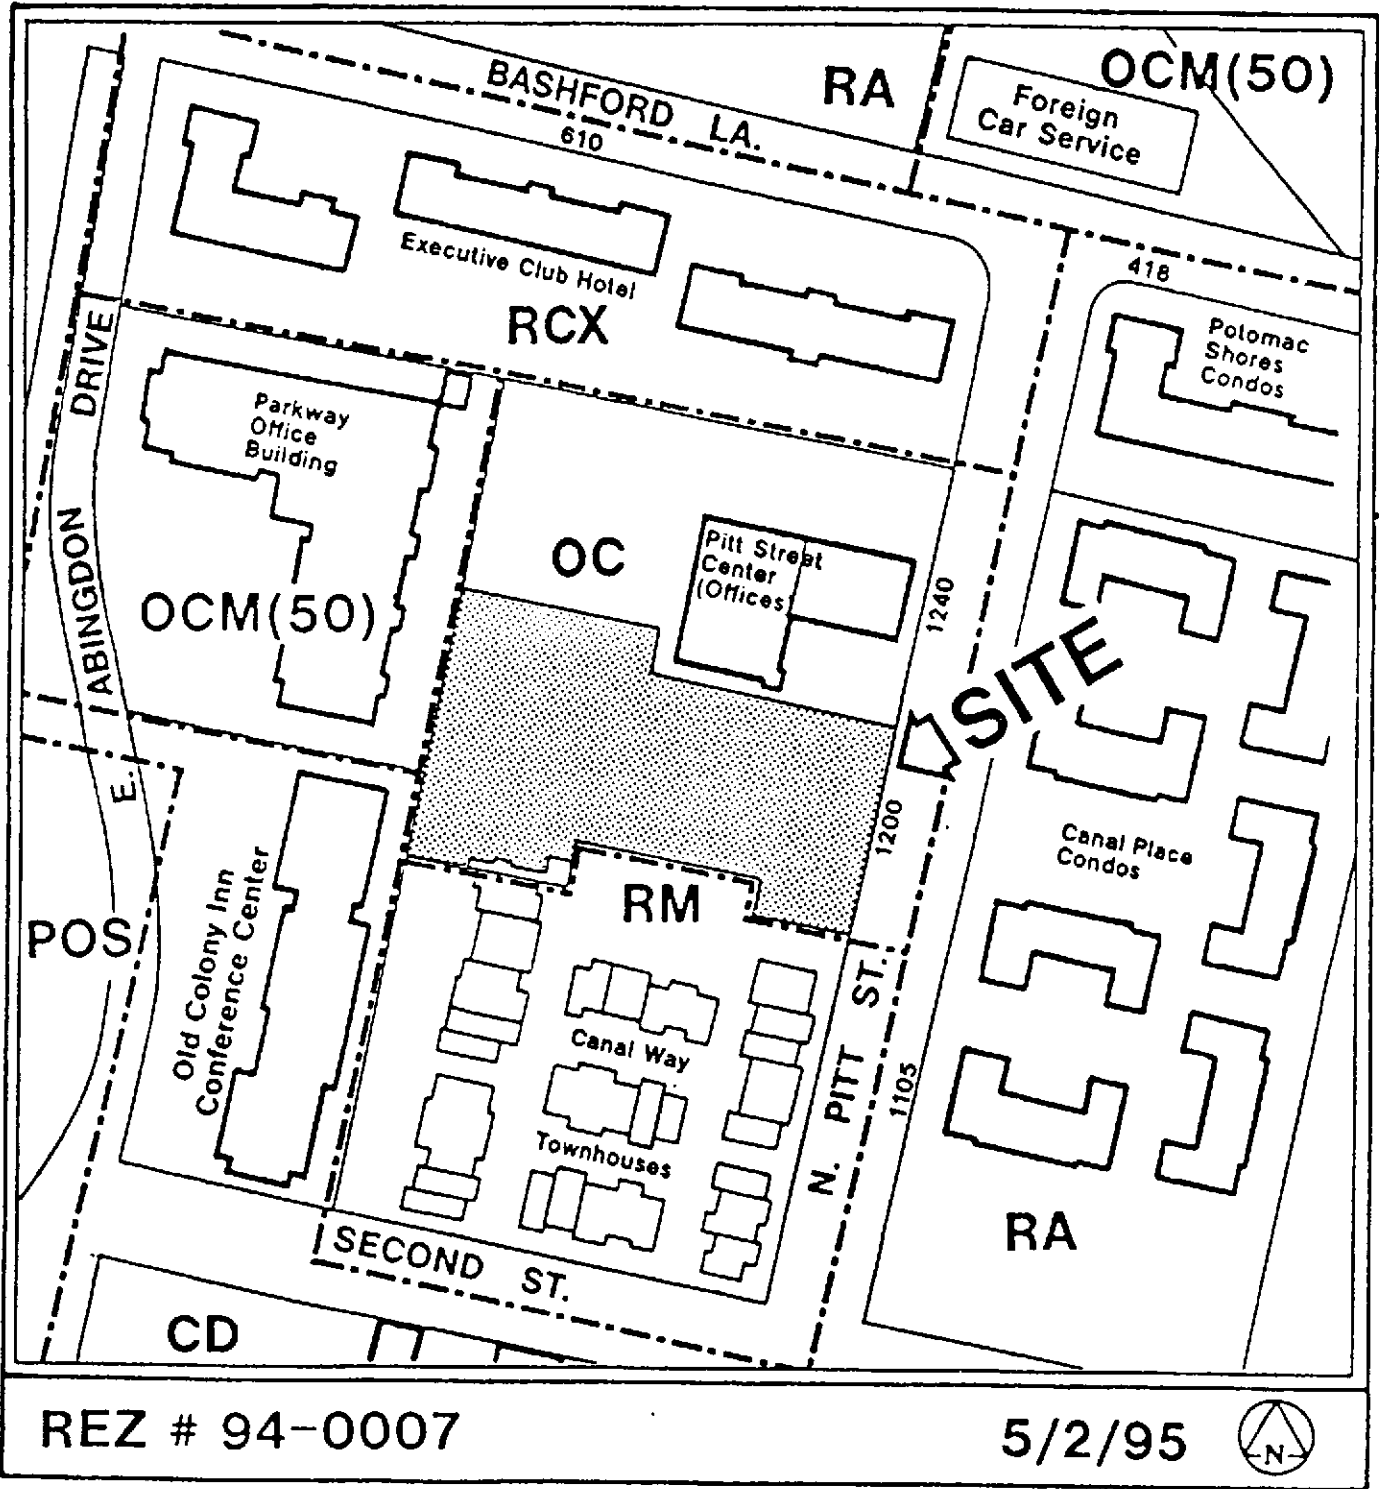 BASHFORD LA.
RA
OCM(50)
Foreign
Car Service
610
Executive Club Hotel
RCX
418
Potomac
Shores
Condos
DRIVE
Parkway
Office
Building
OC
Pitt Street
Center
(Offices)
1240
ABINGDON
OCM(50)
SITE
E.
1200
Canal Place
Condos
RM
POS
Old Colony Inn
Conference Center
N. PITT ST.
Canal Way
1105
Townhouses
RA
SECOND ST.
CD
REZ # 94-0007
5/2/95
N